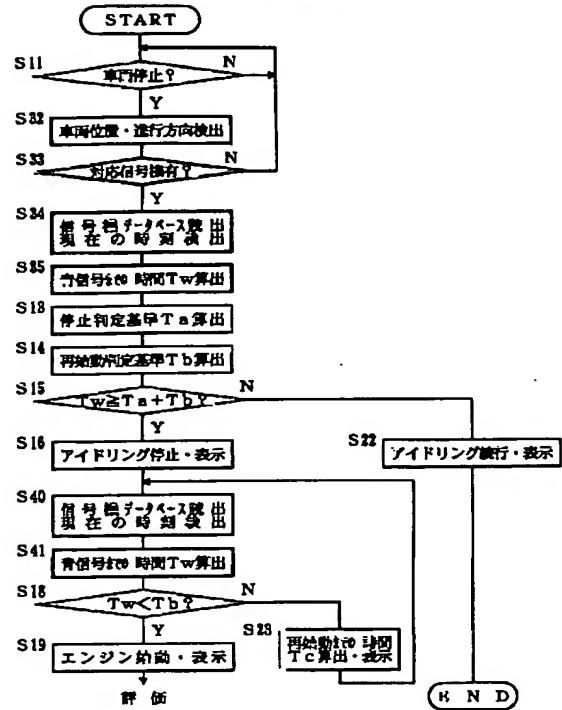 START
S11
車両停止?
N
Y
S32
車両位置・進行方向検出
S33
対応信号機有?
N
Y
S34
信号機データベース読出
現在の時刻検出
S35
青信号まで時間Tw算出
S13
停止判定基準Ta算出
S14
再始動判定基準Tb算出
S15
Tw≧Ta+Tb?
N
Y
S16
アイドリング停止・表示
S22
アイドリング続行・表示
S40
信号機データベース読出
現在の時刻検出
S41
青信号まで時間Tw算出
S18
Tw<Tb?
N
Y
S23
再始動まで時間
Tc算出・表示
S19
エンジン始動・表示
評価
END